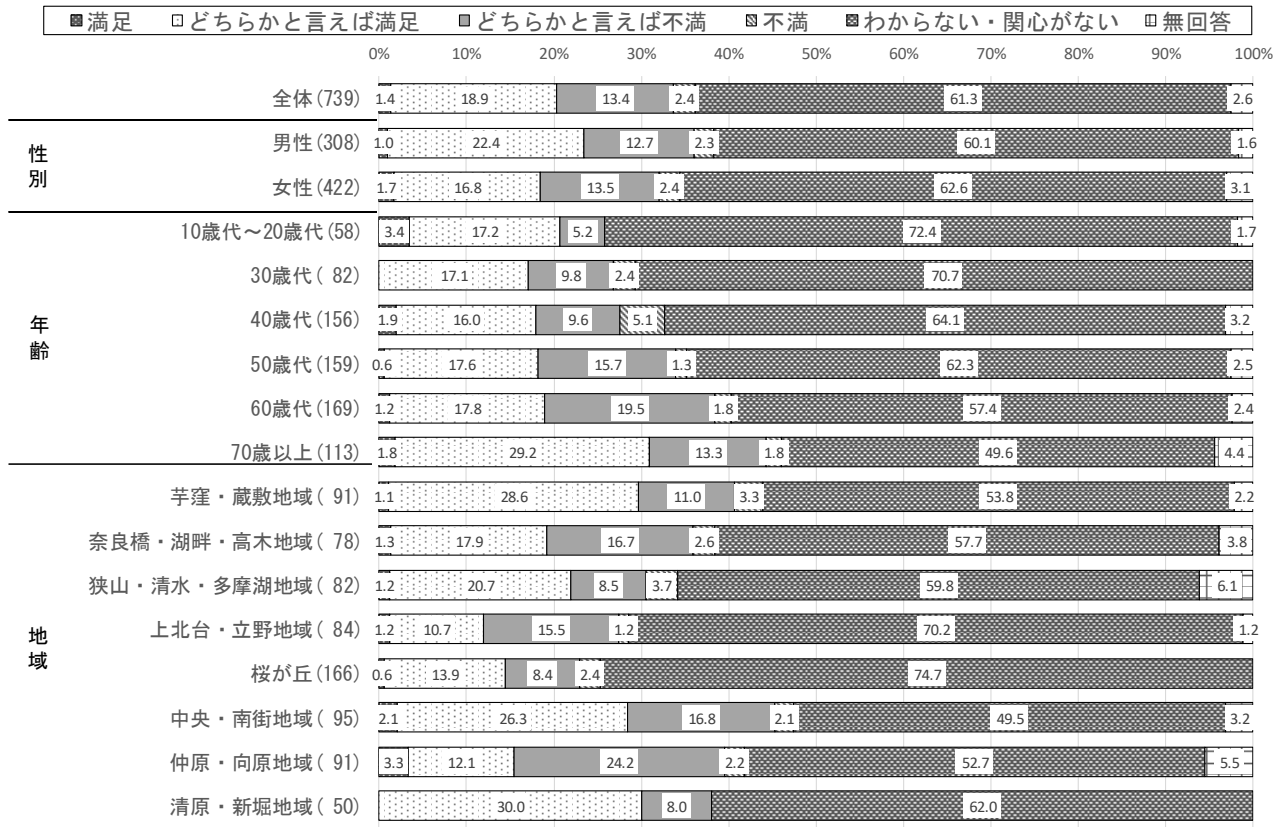 ■満足 □どちらかと言えば満足 ■どちらかと言えば不満 ▧不満 ■わからない・関心がない □無回答
0% 10% 20% 30% 40% 50% 60% 70% 80% 90% 100%
全体(739) 1.4 18.9 13.4 2.4 61.3 2.6
性別
男性(308) 1.0 22.4 12.7 2.3 60.1 1.6
女性(422) 1.7 16.8 13.5 2.4 62.6 3.1
年齢
10歳代～20歳代(58) 3.4 17.2 5.2 72.4 1.7
30歳代( 82) 17.1 9.8 2.4 70.7
40歳代(156) 1.9 16.0 9.6 5.1 64.1 3.2
50歳代(159) 0.6 17.6 15.7 1.3 62.3 2.5
60歳代(169) 1.2 17.8 19.5 1.8 57.4 2.4
70歳以上(113) 1.8 29.2 13.3 1.8 49.6 4.4
地域
芋窪・蔵敷地域( 91) 1.1 28.6 11.0 3.3 53.8 2.2
奈良橋・湖畔・高木地域( 78) 1.3 17.9 16.7 2.6 57.7 3.8
狭山・清水・多摩湖地域( 82) 1.2 20.7 8.5 3.7 59.8 6.1
上北台・立野地域( 84) 1.2 10.7 15.5 1.2 70.2 1.2
桜が丘(166) 0.6 13.9 8.4 2.4 74.7
中央・南街地域( 95) 2.1 26.3 16.8 2.1 49.5 3.2
仲原・向原地域( 91) 3.3 12.1 24.2 2.2 52.7 5.5
清原・新堀地域( 50) 30.0 8.0 62.0